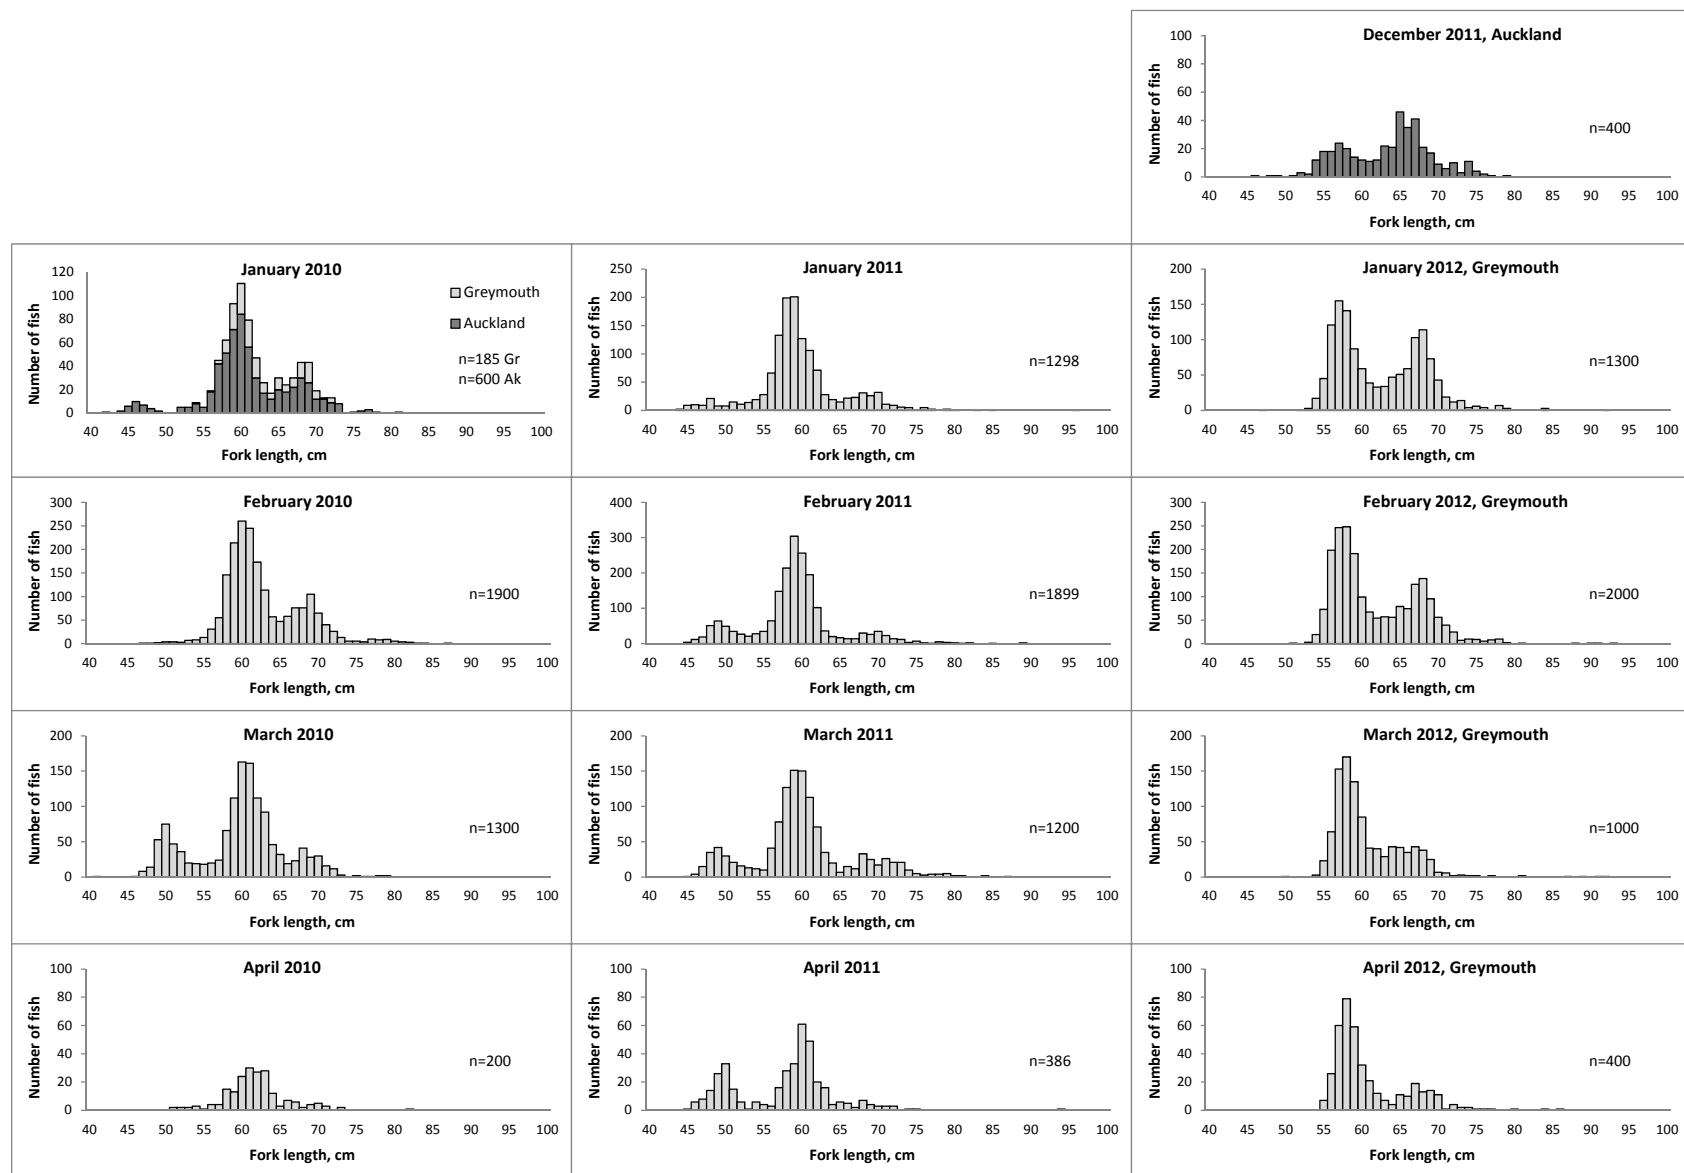 December 2011, Auckland
Number of fish
100
80
60
40
20
0
n=400
40 45 50 55 60 65 70 75 80 85 90 95 100
Fork length, cm
January 2010
Number of fish
120
100
80
60
40
20
0
Greymouth
Auckland
n=185 Gr
n=600 Ak
40 45 50 55 60 65 70 75 80 85 90 95 100
Fork length, cm
January 2011
Number of fish
250
200
150
100
50
0
n=1298
40 45 50 55 60 65 70 75 80 85 90 95 100
Fork length, cm
January 2012, Greymouth
Number of fish
200
150
100
50
0
n=1300
40 45 50 55 60 65 70 75 80 85 90 95 100
Fork length, cm
February 2010
Number of fish
300
250
200
150
100
50
0
n=1900
40 45 50 55 60 65 70 75 80 85 90 95 100
Fork length, cm
February 2011
Number of fish
400
300
200
100
0
n=1899
40 45 50 55 60 65 70 75 80 85 90 95 100
Fork length, cm
February 2012, Greymouth
Number of fish
300
250
200
150
100
50
0
n=2000
40 45 50 55 60 65 70 75 80 85 90 95 100
Fork length, cm
March 2010
Number of fish
200
150
100
50
0
n=1300
40 45 50 55 60 65 70 75 80 85 90 95 100
Fork length, cm
March 2011
Number of fish
200
150
100
50
0
n=1200
40 45 50 55 60 65 70 75 80 85 90 95 100
Fork length, cm
March 2012, Greymouth
Number of fish
200
150
100
50
0
n=1000
40 45 50 55 60 65 70 75 80 85 90 95 100
Fork length, cm
April 2010
Number of fish
100
80
60
40
20
0
n=200
40 45 50 55 60 65 70 75 80 85 90 95 100
Fork length, cm
April 2011
Number of fish
100
80
60
40
20
0
n=386
40 45 50 55 60 65 70 75 80 85 90 95 100
Fork length, cm
April 2012, Greymouth
Number of fish
100
80
60
40
20
0
n=400
40 45 50 55 60 65 70 75 80 85 90 95 100
Fork length, cm